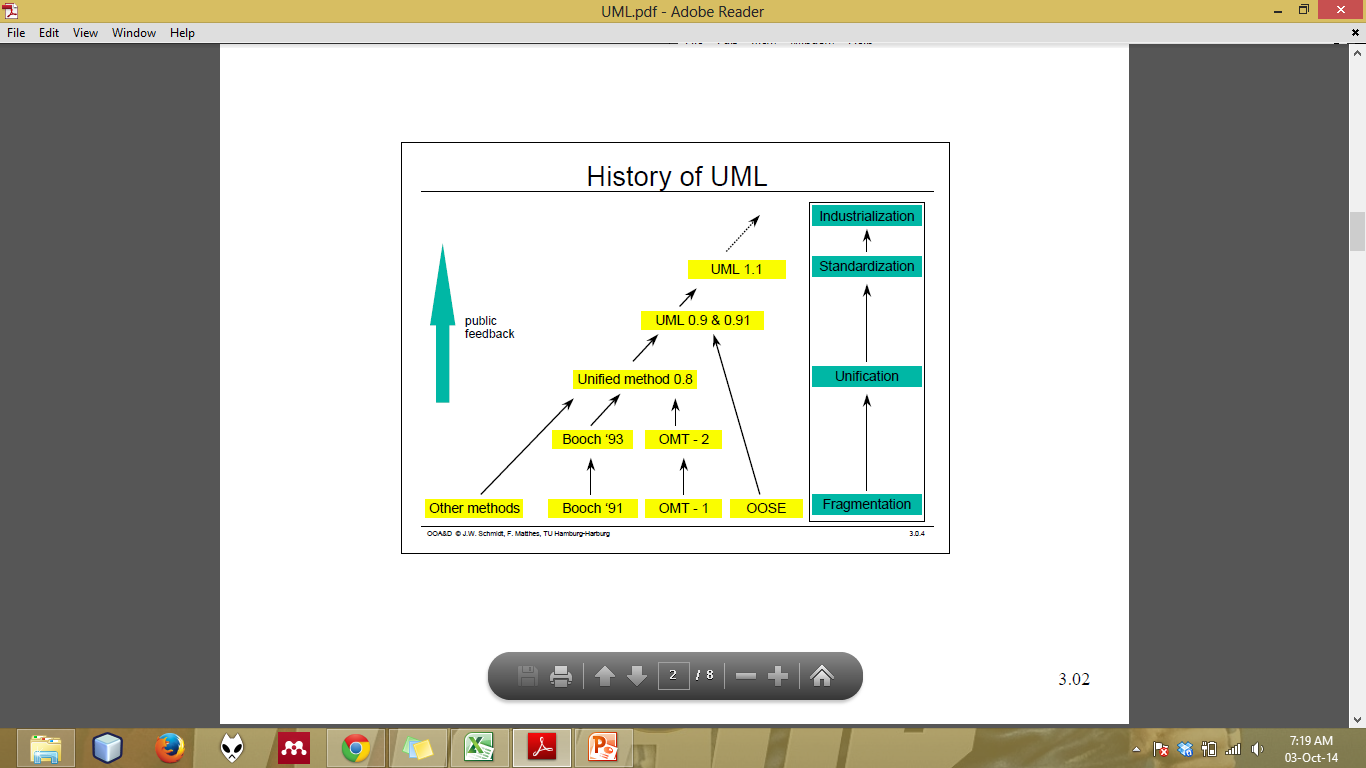 UML.pdf - Adobe Reader
File Edit View Window Help
History of UML
Industrialization
UML 1.1
Standardization
public
feedback
UML 0.9 & 0.91
Unified method 0.8
Unification
Booch '93
OMT - 2
Other methods
Booch '91
OMT - 1
OOSE
Fragmentation
OOA&D © J.W. Schmidt, F. Matthes, TU Hamburg-Harburg
3.0.4
2 / 8
3.02
7:19 AM
03-Oct-14